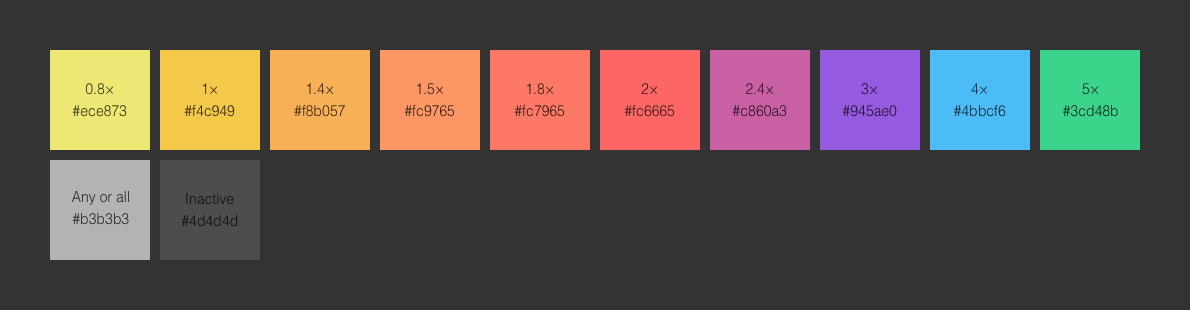 0.8×
#ece873
1×
#f4c949
1.4×
#f8b057
1.5×
#fc9765
1.8×
#fc7965
2×
#fc6665
2.4×
#c860a3
3×
#945ae0
4×
#4bbcf6
5×
#3cd48b
Any or all
#b3b3b3
Inactive
#4d4d4d